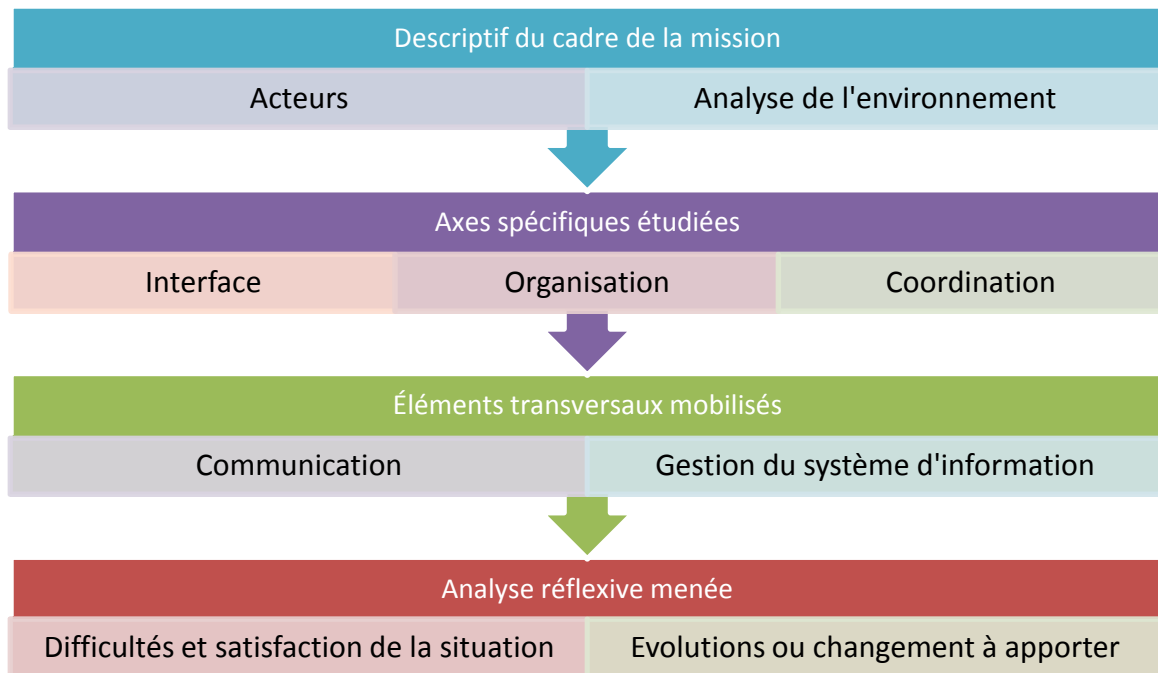 Descriptif du cadre de la mission
Acteurs
Analyse de l'environnement
Axes spécifiques étudiées
Interface
Organisation
Coordination
Éléments transversaux mobilisés
Communication
Gestion du système d'information
Analyse réflexive menée
Difficultés et satisfaction de la situation
Evolutions ou changement à apporter